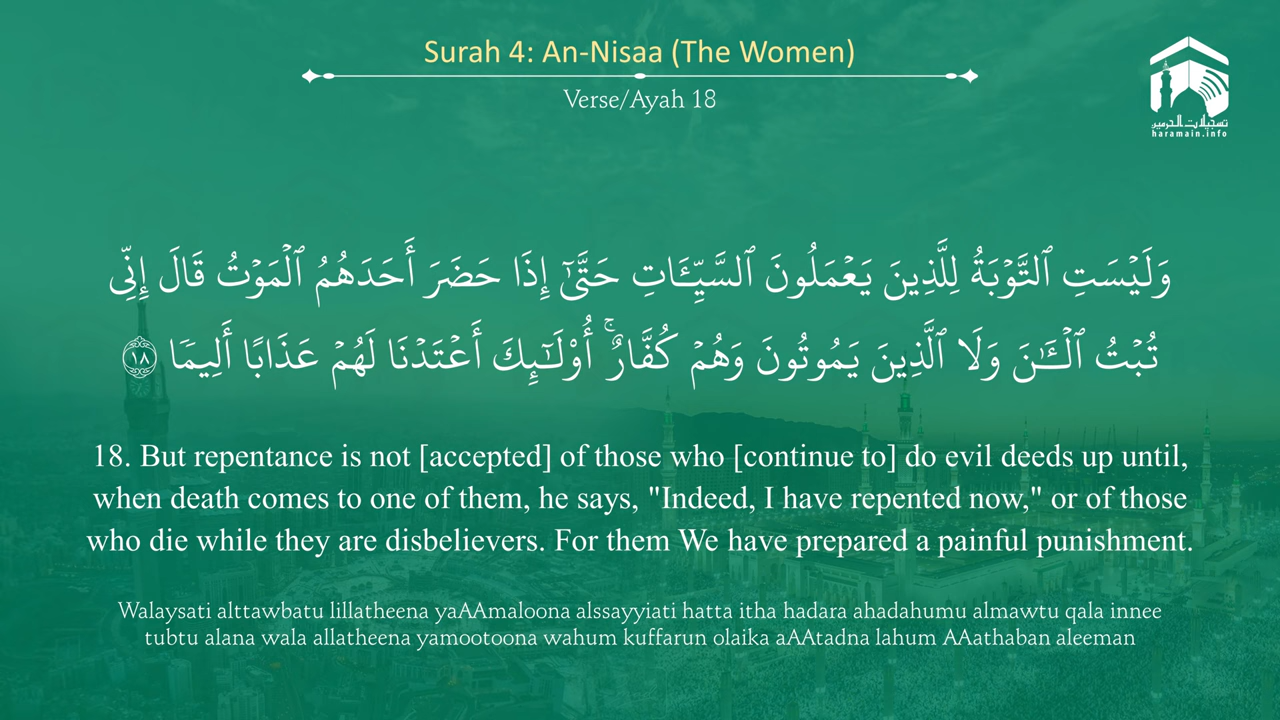 Surah 4: An-Nisaa (The Women)
Verse/Ayah 18
تسجيلات الحرمين
haramain.info
وَلَيْسَتِ ٱلتَّوْبَةُ لِلَّذِينَ يَعْمَلُونَ ٱلسَّيِّـَٔاتِ حَتَّىٰٓ إِذَا حَضَرَ أَحَدَهُمُ ٱلْمَوْتُ قَالَ إِنِّى
تُبْتُ ٱلْـَٰٔنَ وَلَا ٱلَّذِينَ يَمُوتُونَ وَهُمْ كُفَّارٌ ۚ أُو۟لَـٰٓئِكَ أَعْتَدْنَا لَهُمْ عَذَابًا أَلِيمًا ١٨
18. But repentance is not [accepted] of those who [continue to] do evil deeds up until,
when death comes to one of them, he says, "Indeed, I have repented now," or of those
who die while they are disbelievers. For them We have prepared a painful punishment.
Walaysati alttawbatu lillatheena yaAAmaloona alssayyiati hatta itha hadara ahadahumu almawtu qala innee
tubtu alana wala allatheena yamootoona wahum kuffarun olaika aAAtadna lahum AAathaban aleeman